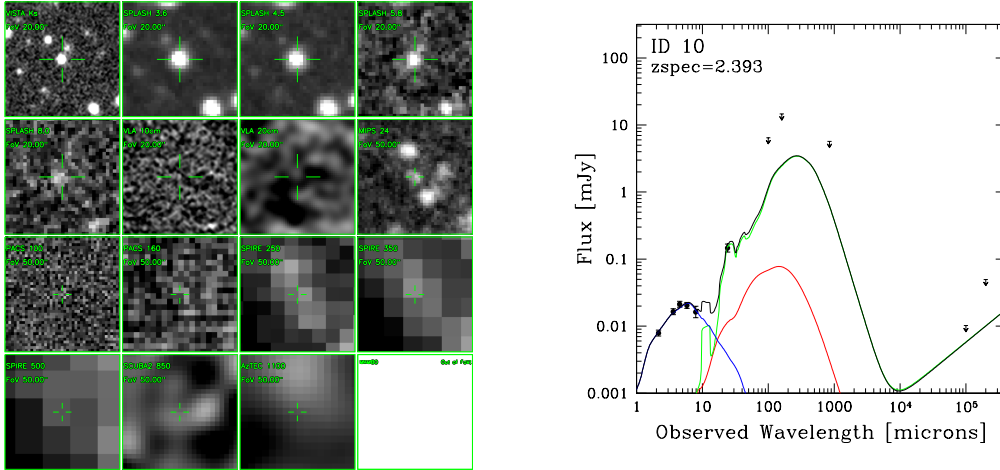 VISTA Ks
FoV 20.00"
SPLASH 3.6
FoV 20.00"
SPLASH 4.5
FoV 20.00"
SPLASH 5.8
FoV 20.00"
SPLASH 8.0
FoV 20.00"
VLA 10cm
FoV 20.00"
VLA 20cm
FoV 20.00"
MIPS 24
FoV 50.00"
PACS 100
FoV 50.00"
PACS 160
FoV 50.00"
SPIRE 250
FoV 50.00"
SPIRE 350
FoV 50.00"
SPIRE 500
FoV 50.00"
SCUBA2 850
FoV 50.00"
AzTEC 1100
FoV 50.00"
Out of FoV
ID 10
zspec=2.393
Flux [mJy]
100
10
1
0.1
0.01
0.001
1 10 100 1000 10⁴ 10⁵
Observed Wavelength [microns]